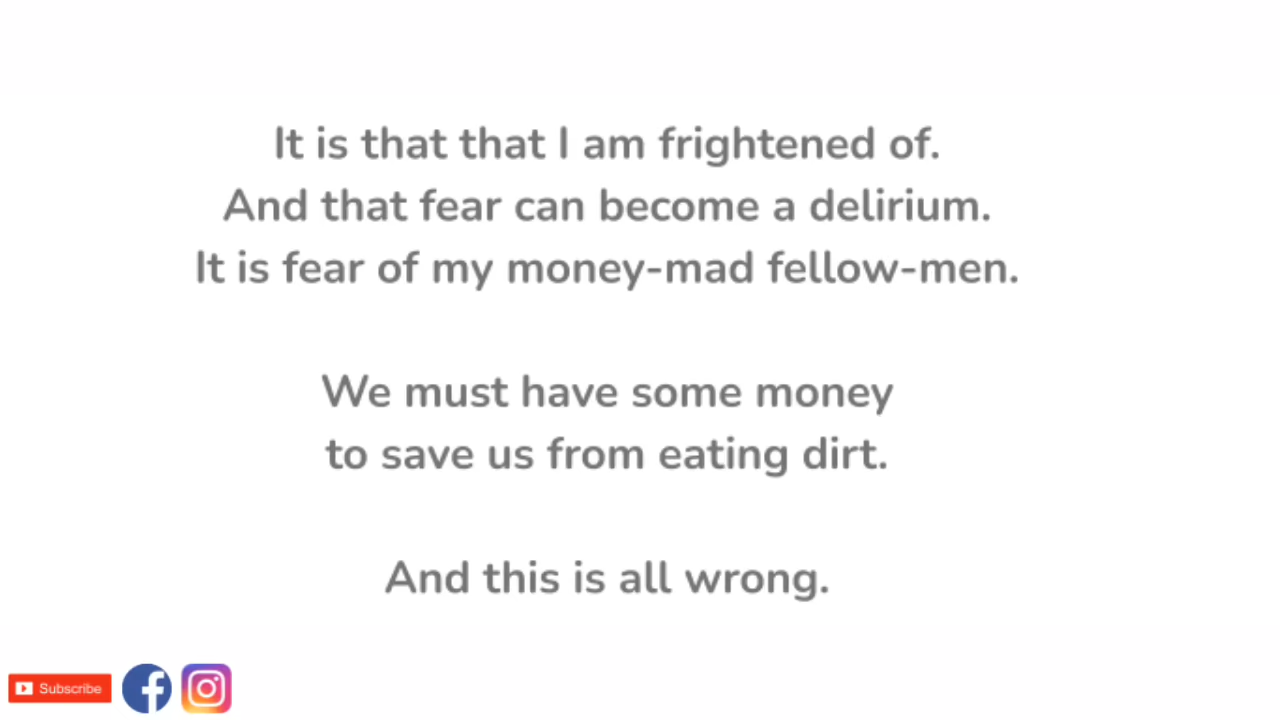 It is that that I am frightened of.
And that fear can become a delirium.
It is fear of my money-mad fellow-men.
We must have some money
to save us from eating dirt.
And this is all wrong.
Subscribe